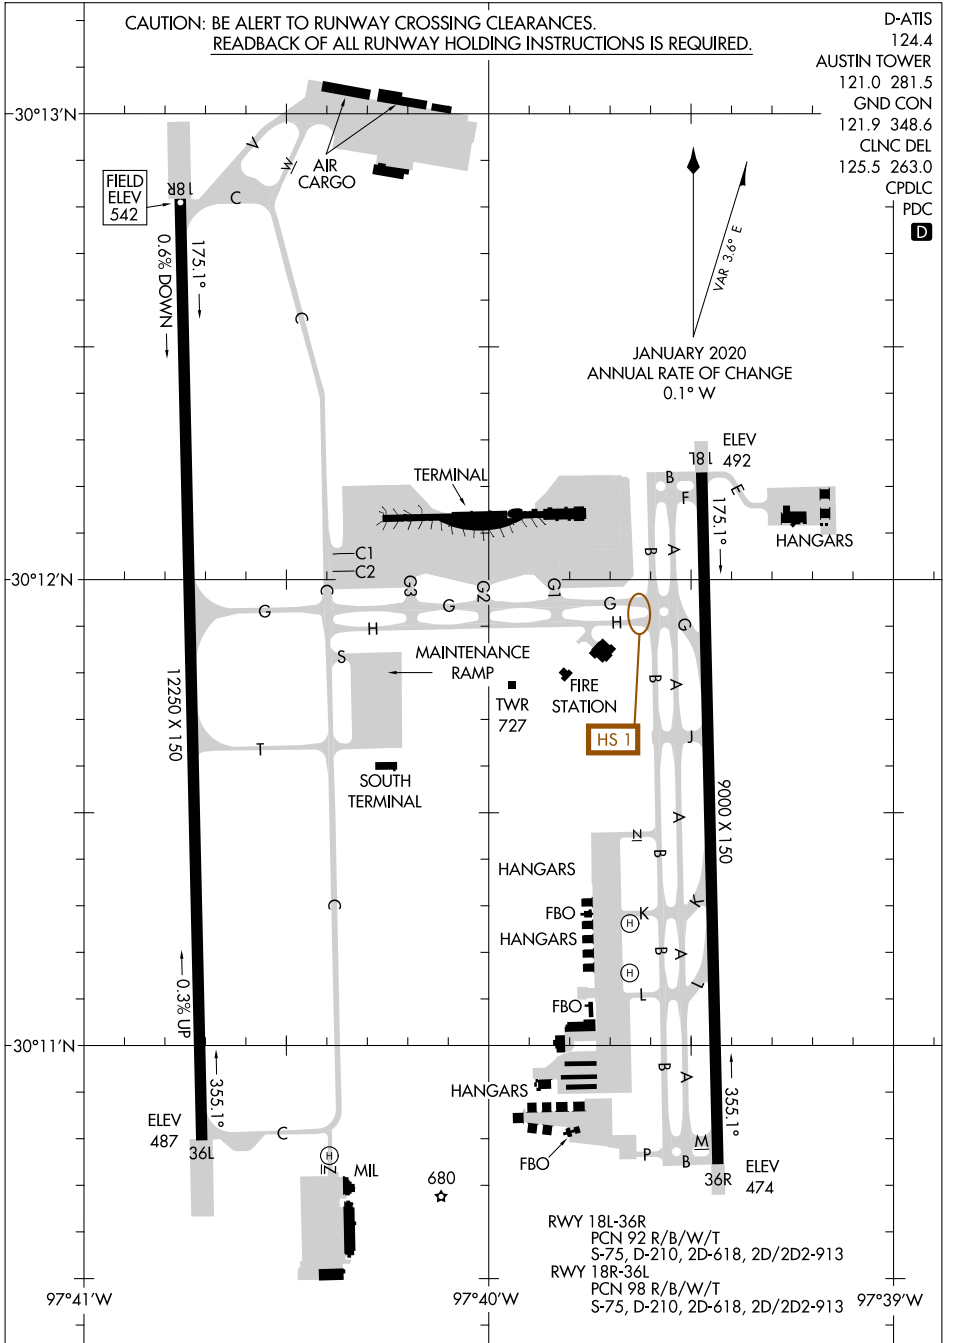 CAUTION: BE ALERT TO RUNWAY CROSSING CLEARANCES.
READBACK OF ALL RUNWAY HOLDING INSTRUCTIONS IS REQUIRED.
D-ATIS
124.4
AUSTIN TOWER
121.0 281.5
GND CON
121.9 348.6
CLNC DEL
125.5 263.0
CPDLC
PDC
D
30°13'N
V
W
AIR
CARGO
FIELD
ELEV
542
18R
C
175.1°
0.6% DOWN
C
VAR 3.6° E
JANUARY 2020
ANNUAL RATE OF CHANGE
0.1° W
TERMINAL
18L
ELEV
492
B
F
E
175.1°
HANGARS
B
A
C1
C2
30°12'N
C
G3
G2
G1
G
G
G
H
H
G
S
MAINTENANCE
RAMP
TWR
727
FIRE
STATION
B
A
12250 X 150
HS 1
J
T
SOUTH
TERMINAL
9000 X 150
A
N
B
HANGARS
C
FBO
K
K
H
HANGARS
B
A
H
L
L
0.3% UP
FBO
30°11'N
355.1°
B
A
355.1°
HANGARS
ELEV
487
36L
C
H
N
MIL
680
FBO
P
B
M
36R
ELEV
474
RWY 18L-36R
PCN 92 R/B/W/T
S-75, D-210, 2D-618, 2D/2D2-913
RWY 18R-36L
PCN 98 R/B/W/T
S-75, D-210, 2D-618, 2D/2D2-913
97°41'W
97°40'W
97°39'W